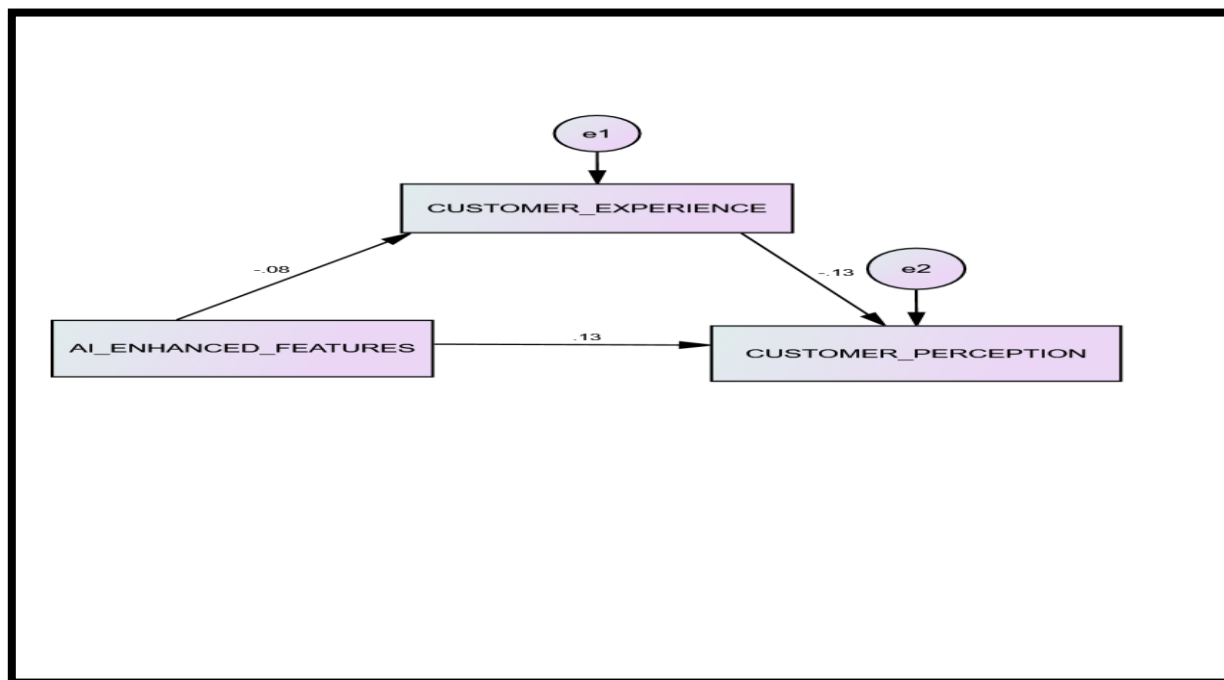 e1
CUSTOMER_EXPERIENCE
-.08
-.13
e2
AI_ENHANCED_FEATURES
.13
CUSTOMER_PERCEPTION